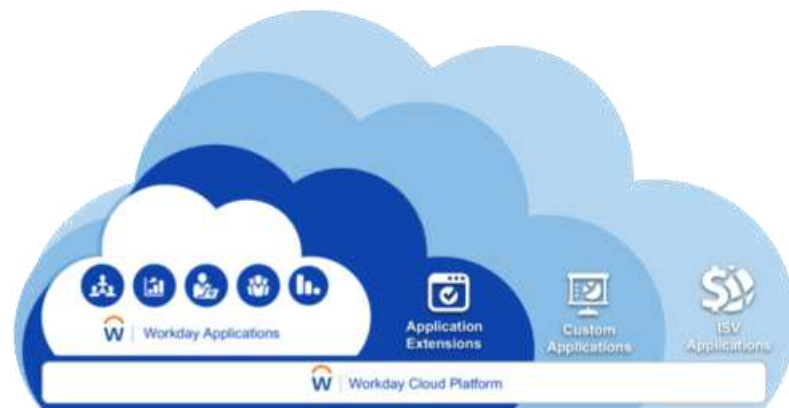 Workday Applications
Application
Extensions
Custom
Applications
ISV
Applications
Workday Cloud Platform